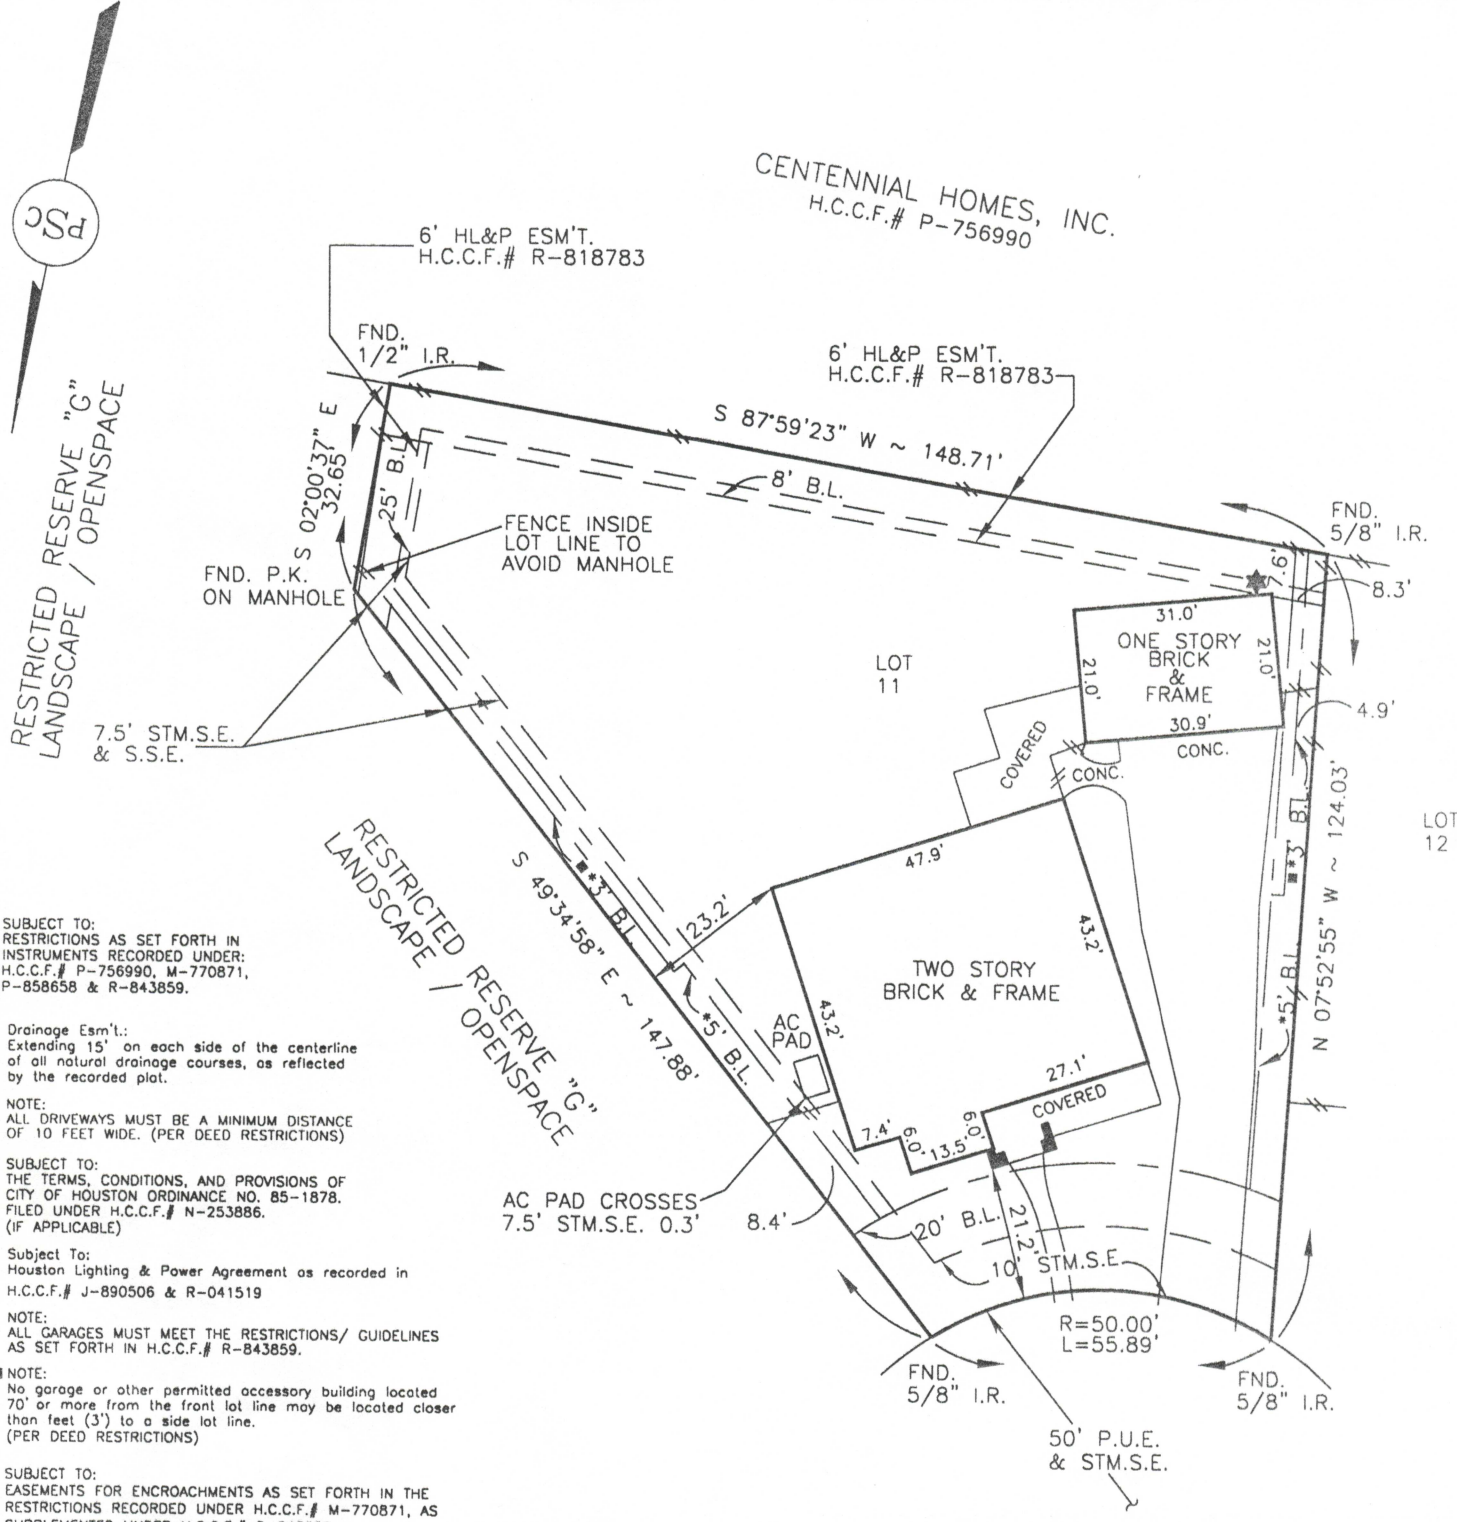 PSC
CENTENNIAL HOMES, INC.
H.C.C.F.# P-756990
6' HL&P ESM'T.
H.C.C.F.# R-818783
FND.
1/2" I.R.
6' HL&P ESM'T.
H.C.C.F.# R-818783
S 87°59'23" W ~ 148.71'
8' B.L.
FND.
5/8" I.R.
RESTRICTED RESERVE "G"
LANDSCAPE / OPENSPACE
S 02°00'37" E
32.65'
25' B.L.
FENCE INSIDE
LOT LINE TO
AVOID MANHOLE
FND. P.K.
ON MANHOLE
7.6'
8.3'
31.0'
ONE STORY
BRICK
&
FRAME
21.0'
21.0'
30.9'
LOT
11
4.9'
7.5' STM.S.E.
& S.S.E.
COVERED
CONC.
CONC.
LOT
12
N 07°52'55" W ~ 124.03'
*3' B.L.
*5' B.L.
RESTRICTED RESERVE "G"
LANDSCAPE / OPENSPACE
S 49°34'58" E ~ 147.88'
*3' B.L.
23.2'
47.9'
43.2'
TWO STORY
BRICK & FRAME
43.2'
*5' B.L.
AC
PAD
27.1'
COVERED
7.4'
6.0'
13.5'
6.0'
AC PAD CROSSES
7.5' STM.S.E. 0.3'
8.4'
20' B.L.
21.2'
10' STM.S.E.
R=50.00'
L=55.89'
FND.
5/8" I.R.
FND.
5/8" I.R.
50' P.U.E.
& STM.S.E.
SUBJECT TO:
RESTRICTIONS AS SET FORTH IN
INSTRUMENTS RECORDED UNDER:
H.C.C.F.# P-756990, M-770871,
P-858658 & R-843859.
Drainage Esm't.:
Extending 15' on each side of the centerline
of all natural drainage courses, as reflected
by the recorded plat.
NOTE:
ALL DRIVEWAYS MUST BE A MINIMUM DISTANCE
OF 10 FEET WIDE. (PER DEED RESTRICTIONS)
SUBJECT TO:
THE TERMS, CONDITIONS, AND PROVISIONS OF
CITY OF HOUSTON ORDINANCE NO. 85-1878.
FILED UNDER H.C.C.F.# N-253886.
(IF APPLICABLE)
Subject To:
Houston Lighting & Power Agreement as recorded in
H.C.C.F.# J-890506 & R-041519
NOTE:
ALL GARAGES MUST MEET THE RESTRICTIONS/ GUIDELINES
AS SET FORTH IN H.C.C.F.# R-843859.
NOTE:
No garage or other permitted accessory building located
70' or more from the front lot line may be located closer
than feet (3') to a side lot line.
(PER DEED RESTRICTIONS)
SUBJECT TO:
EASEMENTS FOR ENCROACHMENTS AS SET FORTH IN THE
RESTRICTIONS RECORDED UNDER H.C.C.F.# M-770871, AS